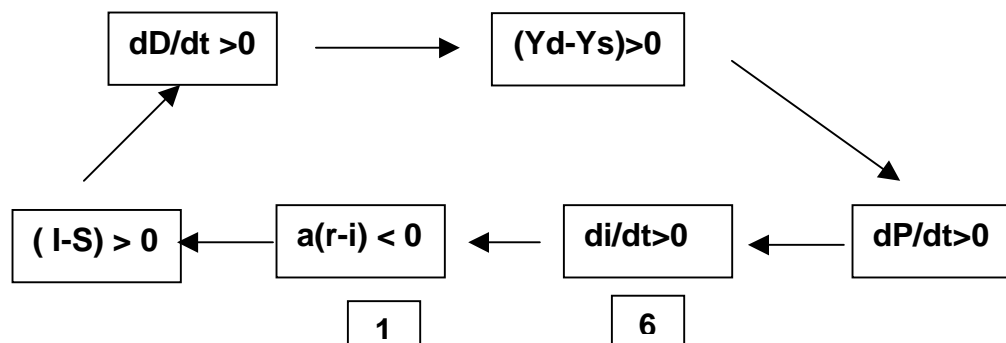 dD/dt >0
(Yd-Ys)>0
( I-S) > 0
a(r-i) < 0
di/dt>0
dP/dt>0
1
6